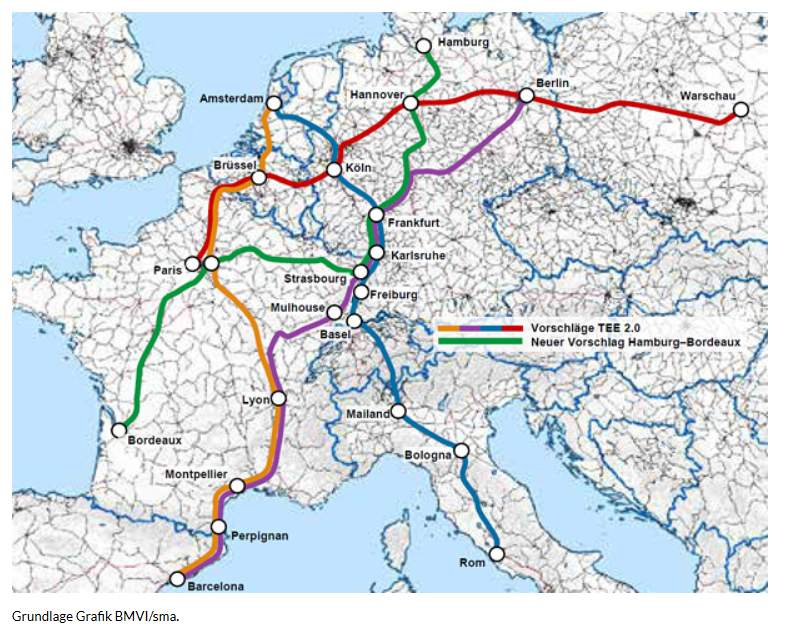 Hamburg
Berlin
Amsterdam
Hannover
Warschau
Brüssel
Köln
Frankfurt
Karlsruhe
Paris
Strasbourg
Freiburg
Mulhouse
Basel
Vorschläge TEE 2.0
Neuer Vorschlag Hamburg–Bordeaux
Lyon
Mailand
Bordeaux
Bologna
Montpellier
Perpignan
Rom
Barcelona
Grundlage Grafik BMVI/sma.